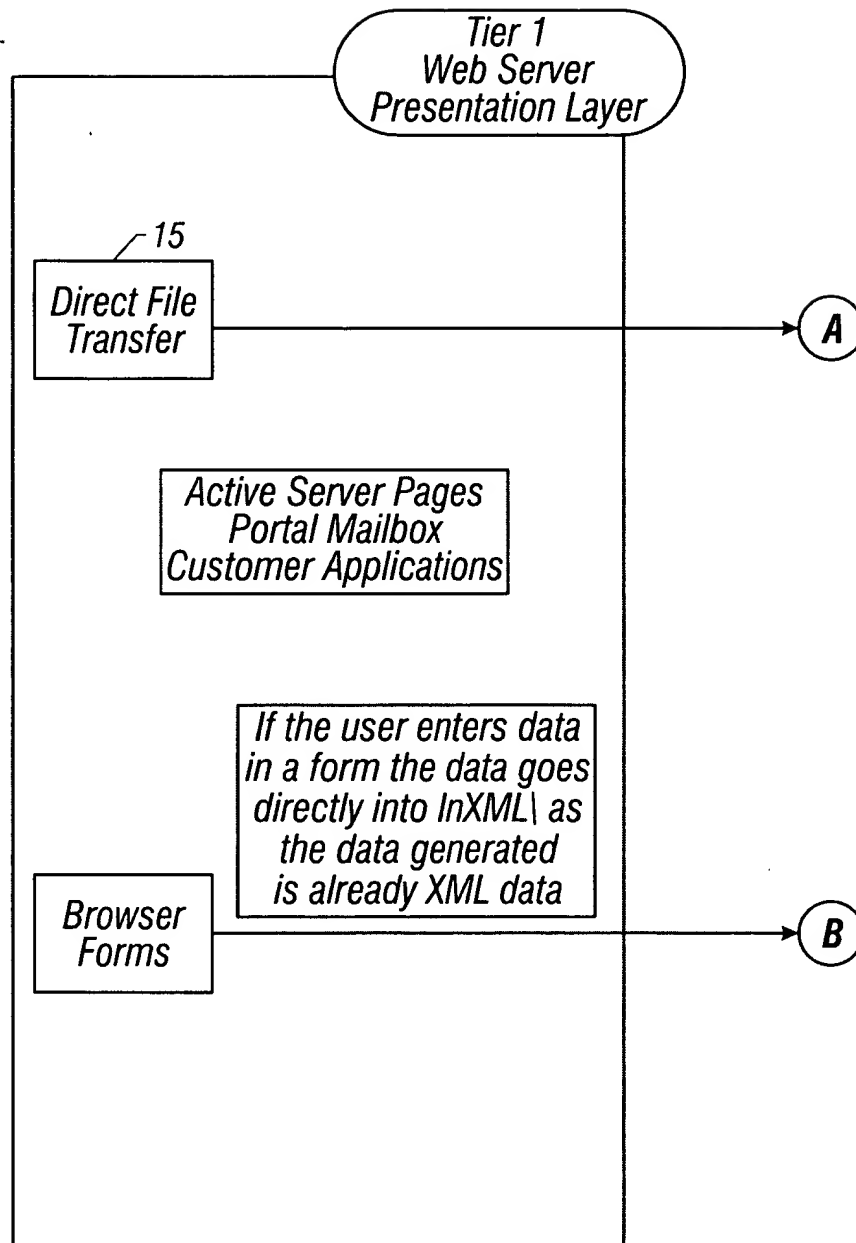 Tier 1
Web Server
Presentation Layer
15
Direct File
Transfer
A
Active Server Pages
Portal Mailbox
Customer Applications
If the user enters data
in a form the data goes
directly into InXML\ as
the data generated
is already XML data
Browser
Forms
B